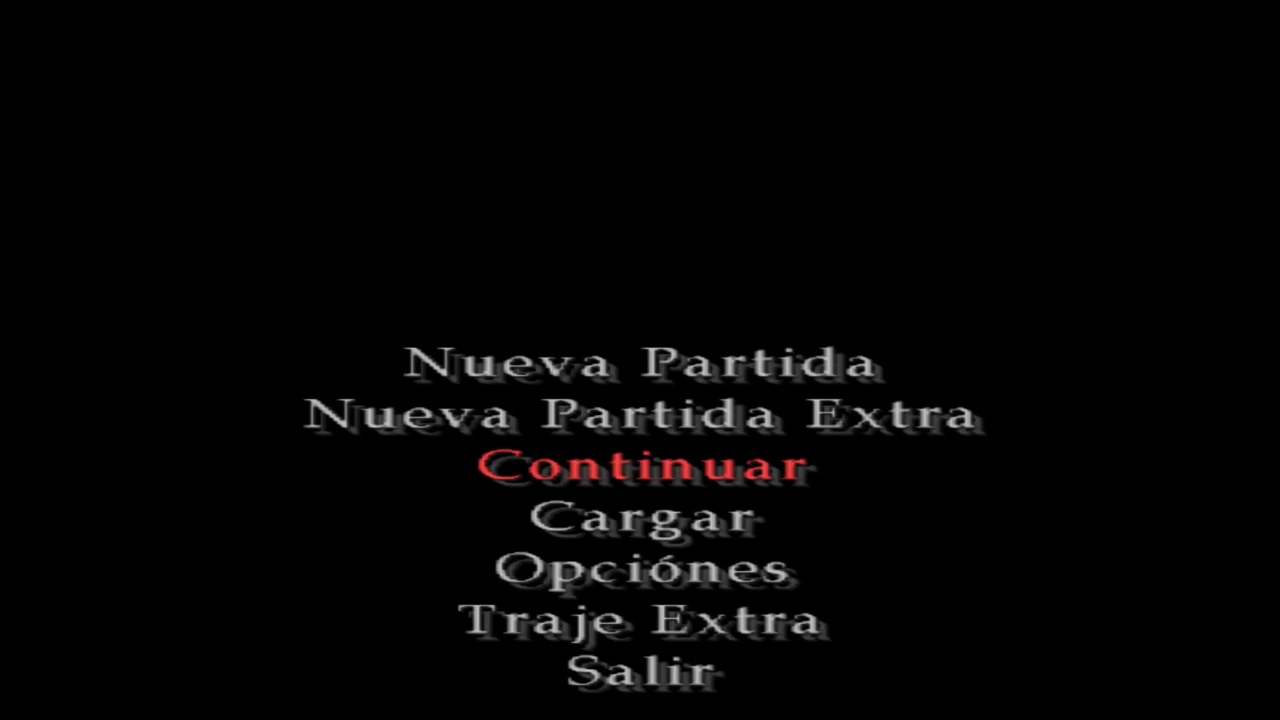 Nueva Partida
Nueva Partida Extra
Continuar
Cargar
Opciónes
Traje Extra
Salir